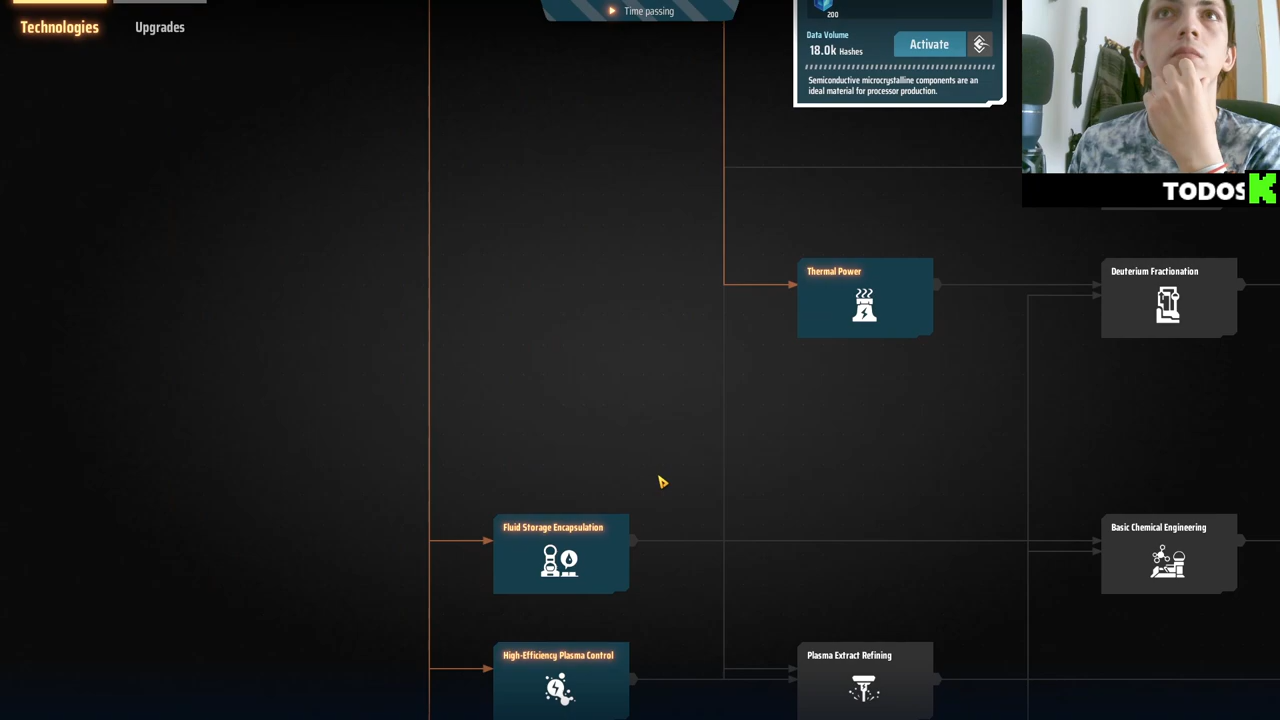 Technologies
Upgrades
Time passing
200
Data Volume
18.0k Hashes
Activate
Semiconductive microcrystalline components are an
ideal material for processor production.
TODOS
Thermal Power
Deuterium Fractionation
Fluid Storage Encapsulation
Basic Chemical Engineering
High-Efficiency Plasma Control
Plasma Extract Refining